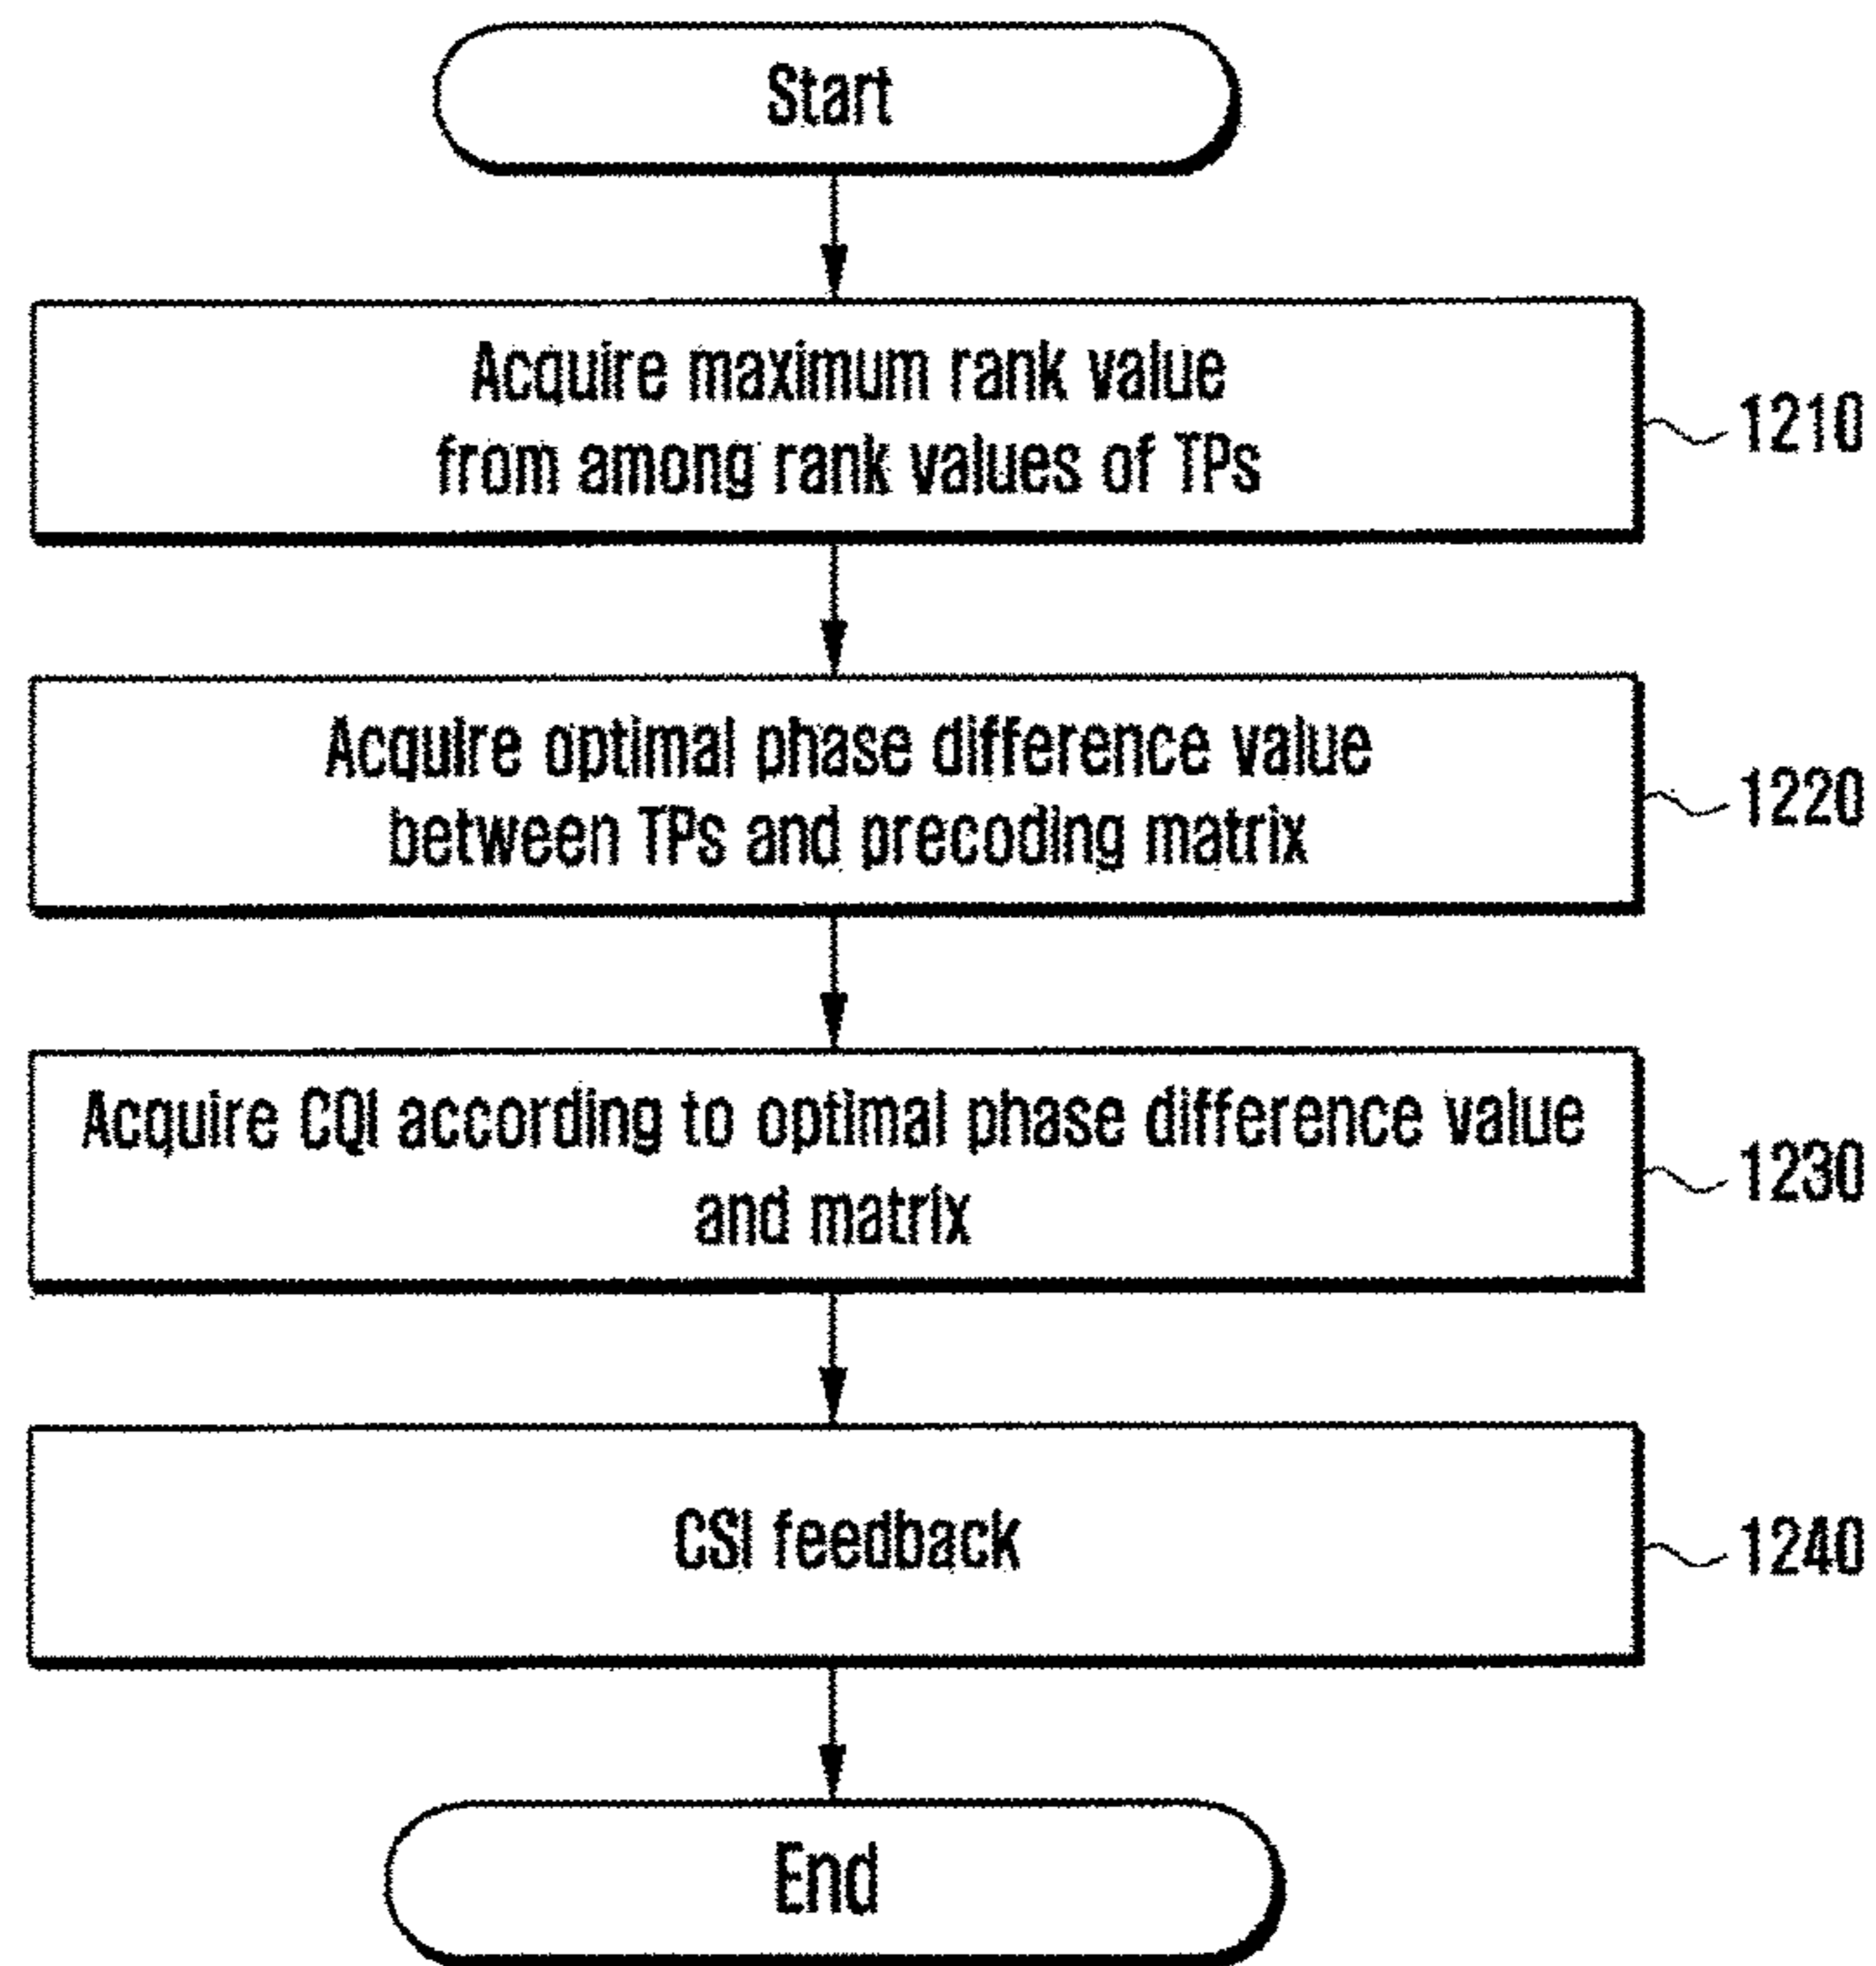 Start
Acquire maximum rank value
from among rank values of TPs
1210
Acquire optimal phase difference value
between TPs and precoding matrix
1220
Acquire CQI according to optimal phase difference value
and matrix
1230
CSI feedback
1240
End